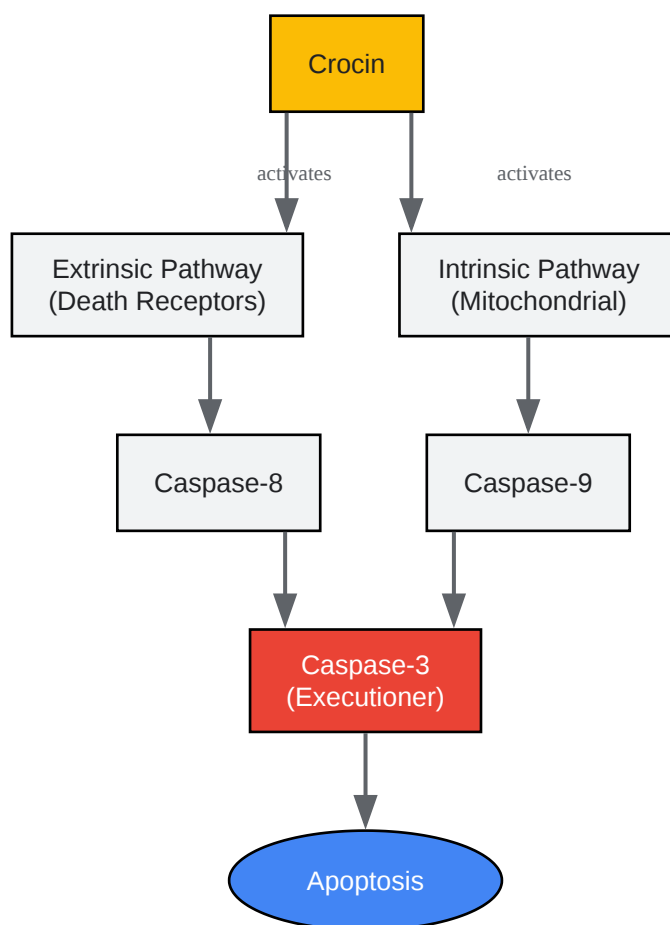 Crocin
activates
activates
Extrinsic Pathway
(Death Receptors)
Intrinsic Pathway
(Mitochondrial)
Caspase-8
Caspase-9
Caspase-3
(Executioner)
Apoptosis